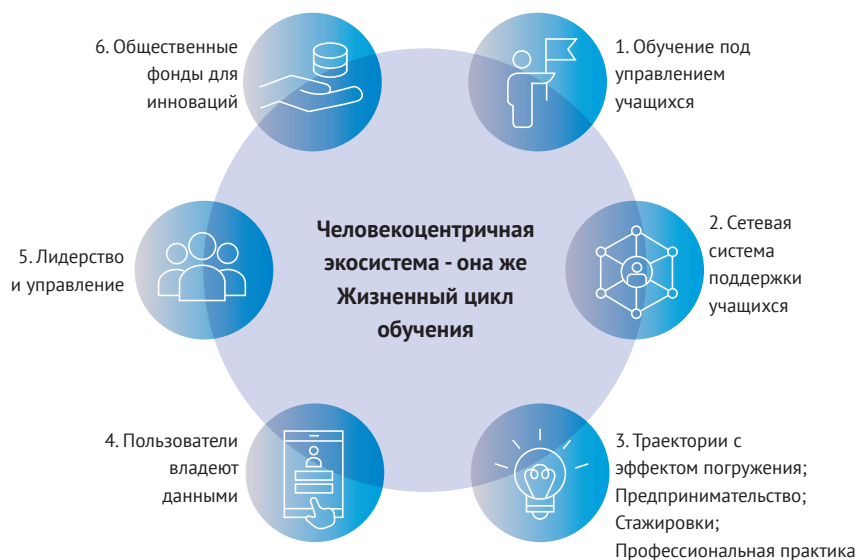 6. Общественные
фонды для
инноваций
1. Обучение под
управлением
учащихся
Человекоцентричная
экосистема - она же
Жизненный цикл
обучения
2. Сетевая
система
поддержки
учащихся
5. Лидерство
и управление
4. Пользователи
владеют
данными
3. Траектории с
эффектом погружения;
Предпринимательство;
Стажировки;
Профессиональная практика